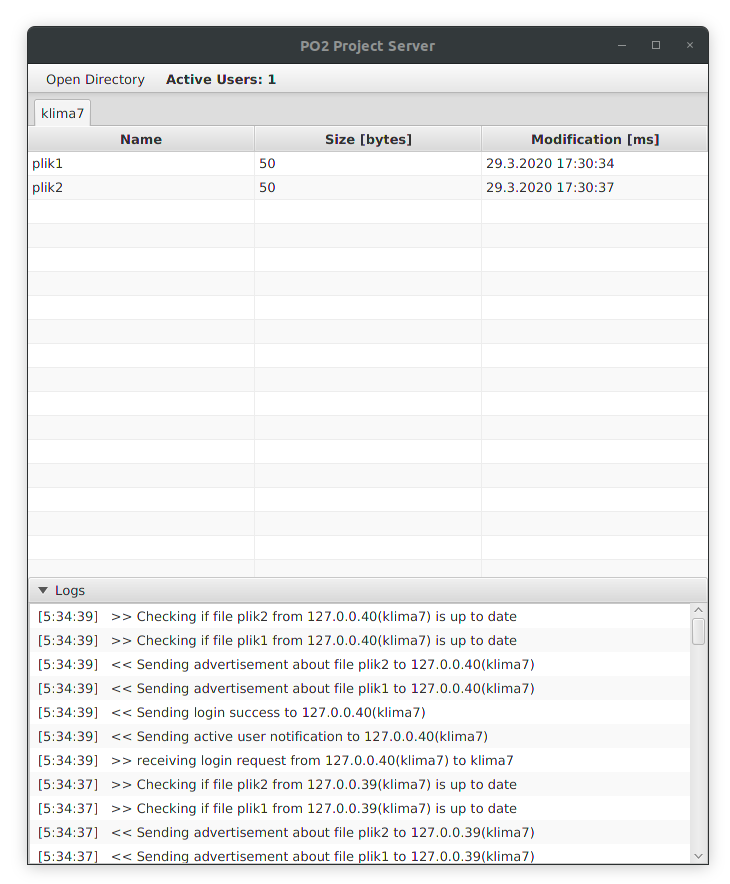 PO2 Project Server
Open Directory Active Users: 1
klima7
Name Size [bytes] Modification [ms]
plik1 50 29.3.2020 17:30:34
plik2 50 29.3.2020 17:30:37
Logs
[5:34:39] >> Checking if file plik2 from 127.0.0.40(klima7) is up to date
[5:34:39] >> Checking if file plik1 from 127.0.0.40(klima7) is up to date
[5:34:39] << Sending advertisement about file plik2 to 127.0.0.40(klima7)
[5:34:39] << Sending advertisement about file plik1 to 127.0.0.40(klima7)
[5:34:39] << Sending login success to 127.0.0.40(klima7)
[5:34:39] << Sending active user notification to 127.0.0.40(klima7)
[5:34:39] >> receiving login request from 127.0.0.40(klima7) to klima7
[5:34:37] >> Checking if file plik2 from 127.0.0.39(klima7) is up to date
[5:34:37] >> Checking if file plik1 from 127.0.0.39(klima7) is up to date
[5:34:37] << Sending advertisement about file plik2 to 127.0.0.39(klima7)
[5:34:37] << Sending advertisement about file plik1 to 127.0.0.39(klima7)